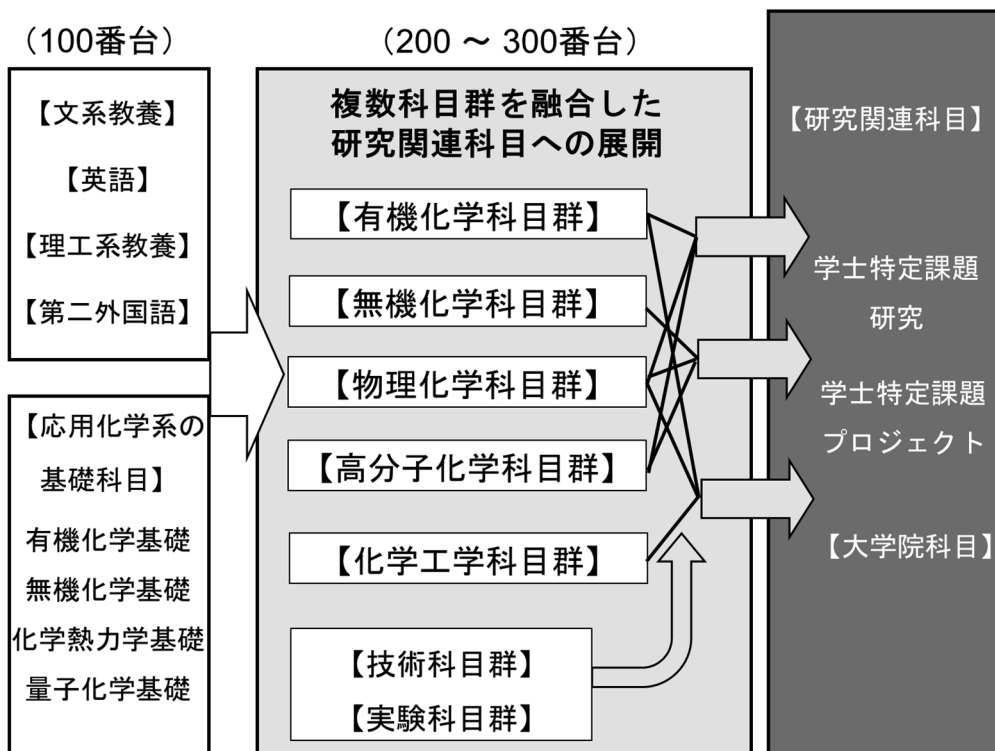 (100番台)
【文系教養】
【英語】
【理工系教養】
【第二外国語】
【応用化学系の
基礎科目】
有機化学基礎
無機化学基礎
化学熱力学基礎
量子化学基礎
(200 ～ 300番台)
複数科目群を融合した
研究関連科目への展開
【有機化学科目群】
【無機化学科目群】
【物理化学科目群】
【高分子化学科目群】
【化学工学科目群】
【技術科目群】
【実験科目群】
【研究関連科目】
学士特定課題
研究
学士特定課題
プロジェクト
【大学院科目】